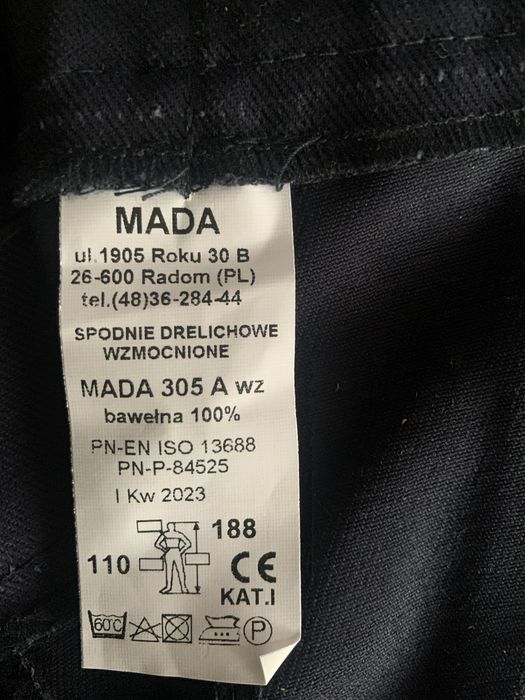 MADA
ul.1905 Roku 30 B
26-600 Radom (PL)
tel.(48)36-284-44
SPODNIE DRELICHOWE
WZMOCNIONE
MADA 305 A wz
bawełna 100%
PN-EN ISO 13688
PN-P-84525
I Kw 2023
188
110
CE
KAT.I
60°C
P